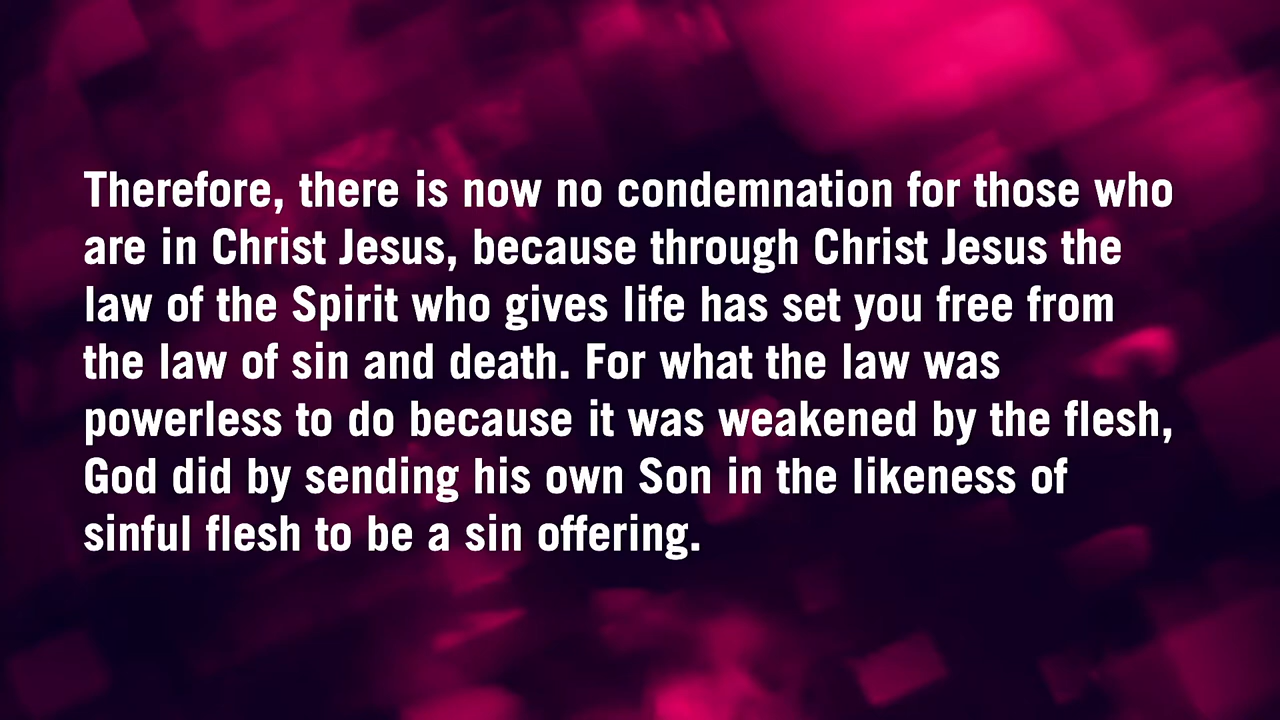 Therefore, there is now no condemnation for those who
are in Christ Jesus, because through Christ Jesus the
law of the Spirit who gives life has set you free from
the law of sin and death. For what the law was
powerless to do because it was weakened by the flesh,
God did by sending his own Son in the likeness of
sinful flesh to be a sin offering.